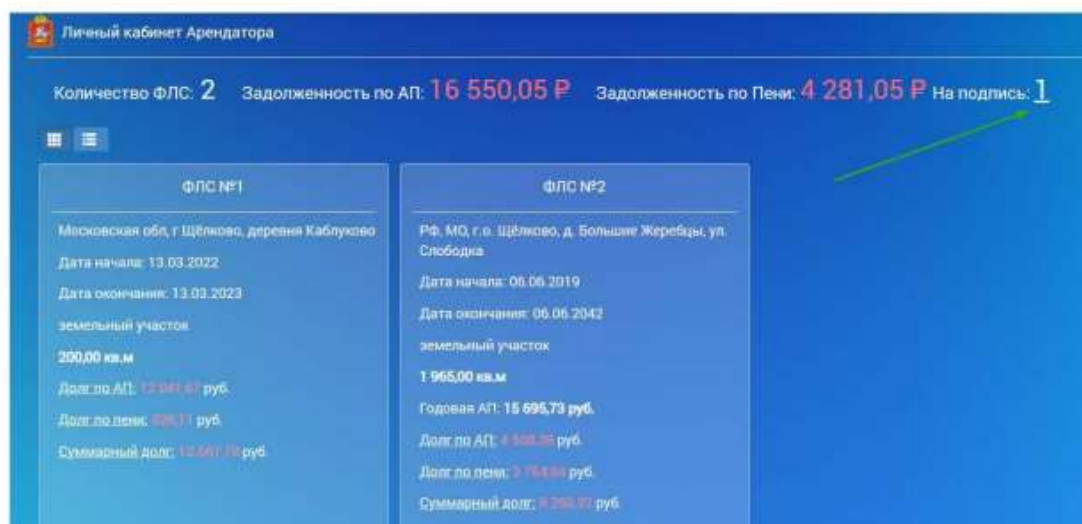 Личный кабинет Арендатора
Количество ФЛС: 2 Задолженность по АП: 16 550,05 ₽ Задолженность по Пени: 4 281,05 ₽ На подпись: 1
ФЛС №1
Московская обл, г Щёлково, деревня Каблуково
Дата начала: 13.03.2022
Дата окончания: 13.03.2023
земельный участок
200,00 кв.м
Долг по АП: руб.
Долг по пени: руб.
Суммарный долг: руб.
ФЛС №2
РФ, МО, г.о. Щёлково, д. Большие Жеребцы, ул.
Слободка
Дата начала: 06.06.2019
Дата окончания: 06.06.2042
земельный участок
1 965,00 кв.м
Годовая АП: 15 695,73 руб.
Долг по АП: руб.
Долг по пени: руб.
Суммарный долг: руб.